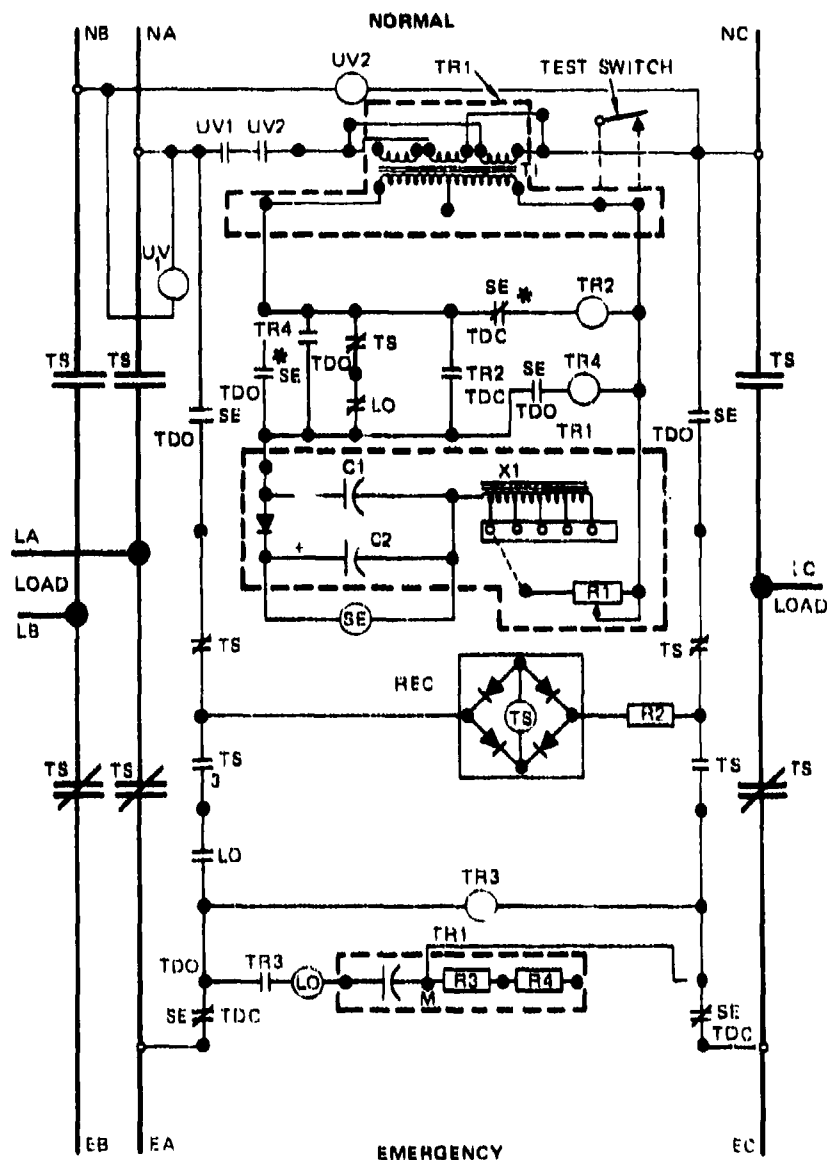 NORMAL
NB
NA
NC
UV2
TR1
TEST SWITCH
UV1
UV2
UV
1
SE
*
TR2
TR4
TDC
TS
TS
TDO
TS
TS
*
SE
TR2
TDC
SE
TR4
TDO
LO
TDO
SE
TDO
TR1
SE
TDO
C1
X1
LA
+
C2
LOAD
LB
R1
LOAD
SE
TS
TS
REC
TS
R2
TS
TS
TS
3
TS
TS
LO
TR3
TR1
TDO
TR3
LO
R3
R4
M
SE
TDC
SE
TDC
EB
EA
EMERGENCY
EC